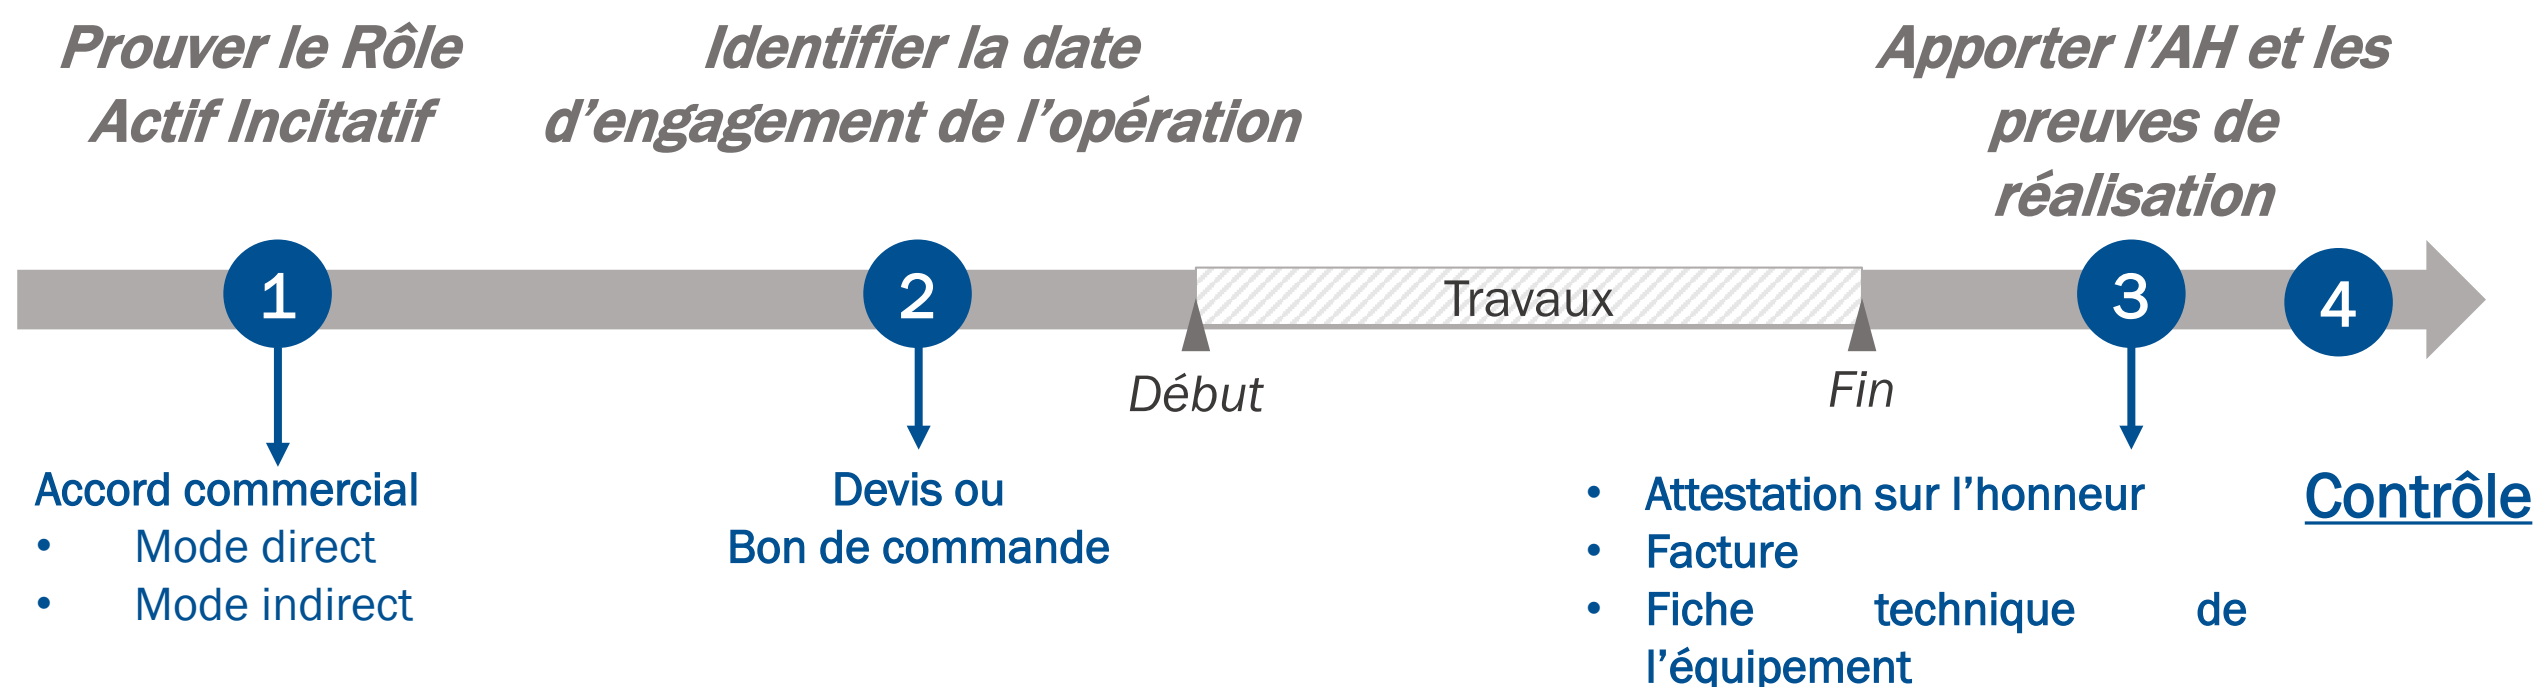 Prouver le Rôle
Actif Incitatif
Identifier la date
d’engagement de l’opération
Apporter l’AH et les
preuves de
réalisation
1
2
Travaux
3
4
Début
Fin
Accord commercial
• Mode direct
• Mode indirect
Devis ou
Bon de commande
• Attestation sur l’honneur
• Facture
• Fiche technique de
l’équipement
Contrôle